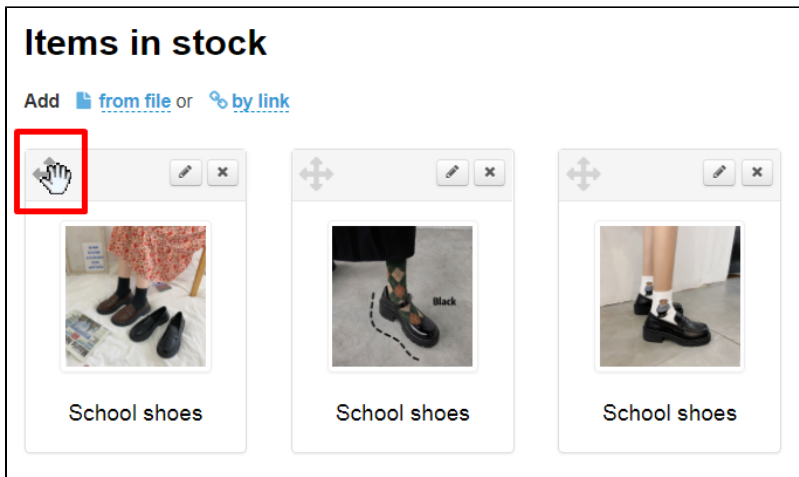 Items in stock
Add from file or by link
Black
School shoes School shoes School shoes